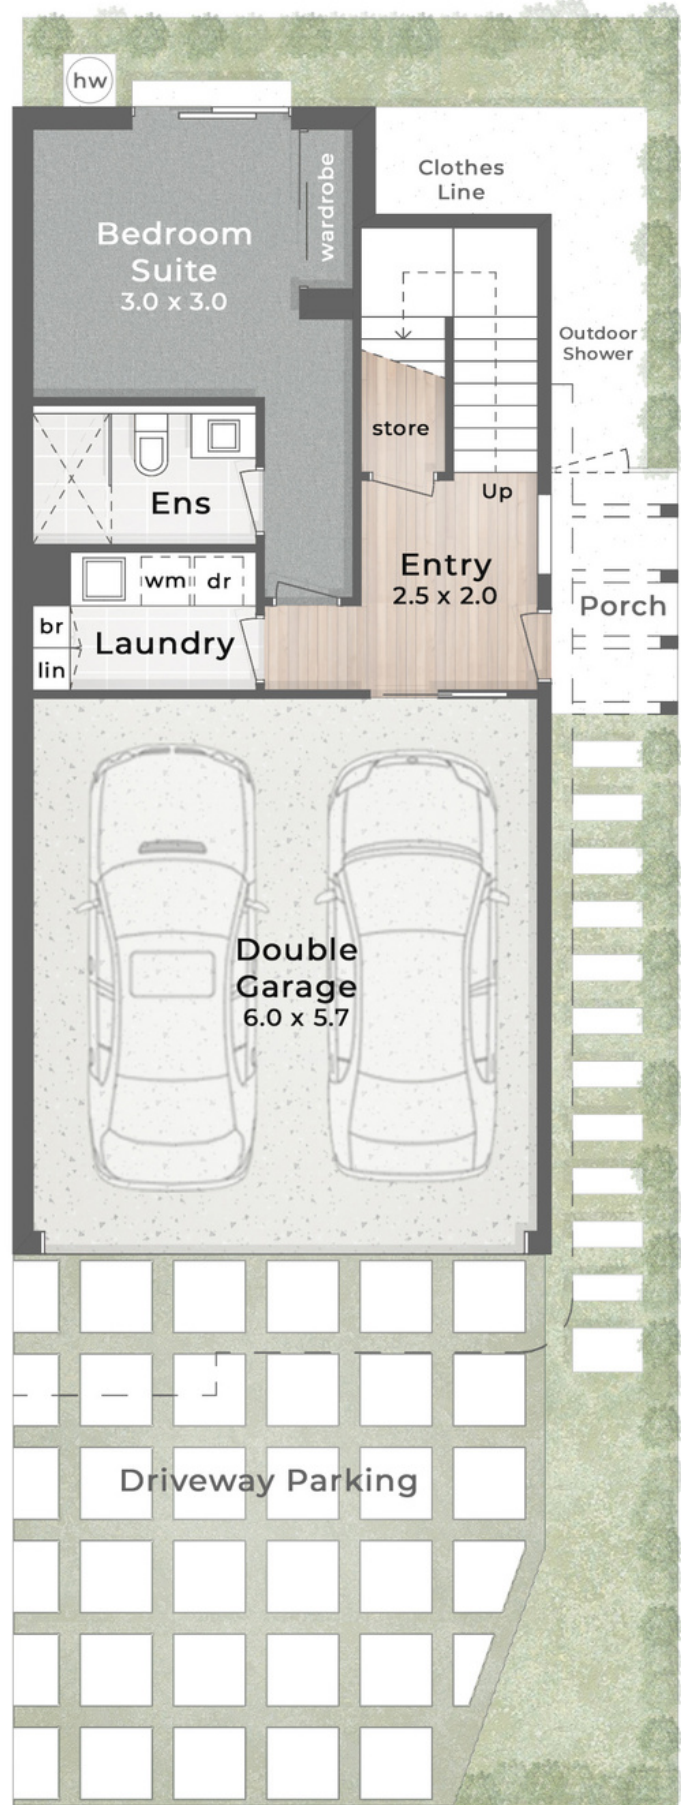 hw
Clothes
Line
wardrobe
Bedroom
Suite
3.0 x 3.0
Outdoor
Shower
store
Up
Ens
Entry
2.5 x 2.0
wm
dr
Porch
br
Laundry
lin
Double
Garage
6.0 x 5.7
Driveway Parking